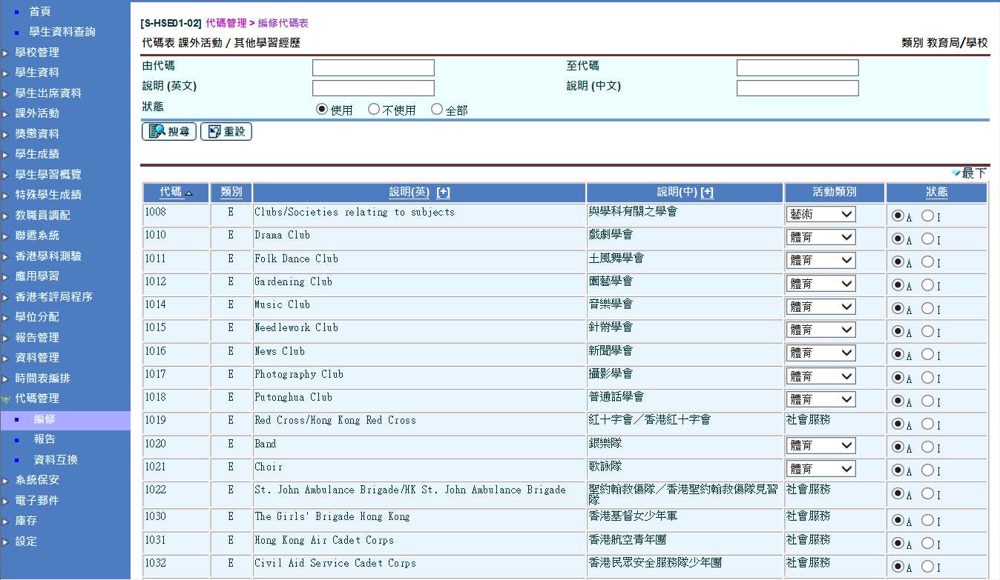 首頁
學生資料查詢
學校管理
學生資料
學生出席資料
課外活動
獎懲資料
學生成績
學生學習概覽
特殊學生成績
教職員調配
聯遞系統
香港學科測驗
應用學習
香港考評局程序
學位分配
報告管理
資料管理
時間表編排
代碼管理
編修
報告
資料互換
系統保安
電子郵件
庫存
設定
[S-HSE01-02] 代碼管理 > 編修代碼表
代碼表 課外活動 / 其他學習經歷 類別 教育局/學校
由代碼 至代碼
說明 (英文) 說明 (中文)
狀態 使用 不使用 全部
搜尋 重設
最下
代碼 類別 說明(英) [+] 說明(中) [+] 活動類別 狀態
1008 E Clubs/Societies relating to subjects 與學科有關之學會 藝術 A I
1010 E Drama Club 戲劇學會 體育 A I
1011 E Folk Dance Club 土風舞學會 體育 A I
1012 E Gardening Club 園藝學會 體育 A I
1014 E Music Club 音樂學會 體育 A I
1015 E Needlework Club 針黹學會 體育 A I
1016 E News Club 新聞學會 體育 A I
1017 E Photography Club 攝影學會 體育 A I
1018 E Putonghua Club 普通話學會 體育 A I
1019 E Red Cross/Hong Kong Red Cross 紅十字會／香港紅十字會 社會服務 A I
1020 E Band 銀樂隊 體育 A I
1021 E Choir 歌詠隊 體育 A I
1022 E St. John Ambulance Brigade/HK St. John Ambulance Brigade 聖約翰救傷隊／香港聖約翰救傷隊見習 社會服務 A I
隊
1030 E The Girls' Brigade Hong Kong 香港基督女少年軍 社會服務 A I
1031 E Hong Kong Air Cadet Corps 香港航空青年團 社會服務 A I
1032 E Civil Aid Service Cadet Corps 香港民眾安全服務隊少年團 社會服務 A I